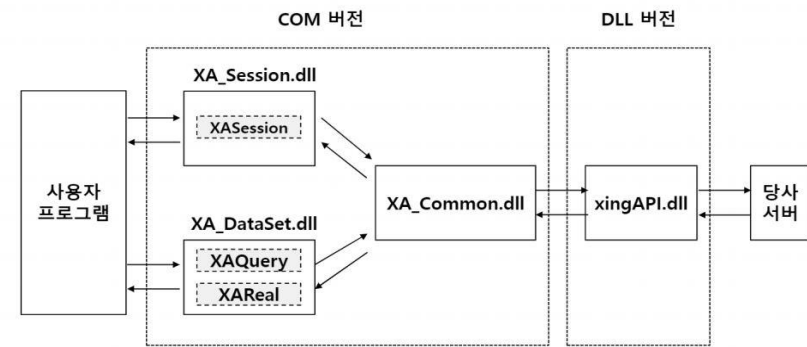 COM 버전
DLL 버전
XA_Session.dll
XASession
사용자
프로그램
XA_Common.dll
xingAPI.dll
당사
서버
XA_DataSet.dll
XAQuery
XAReal